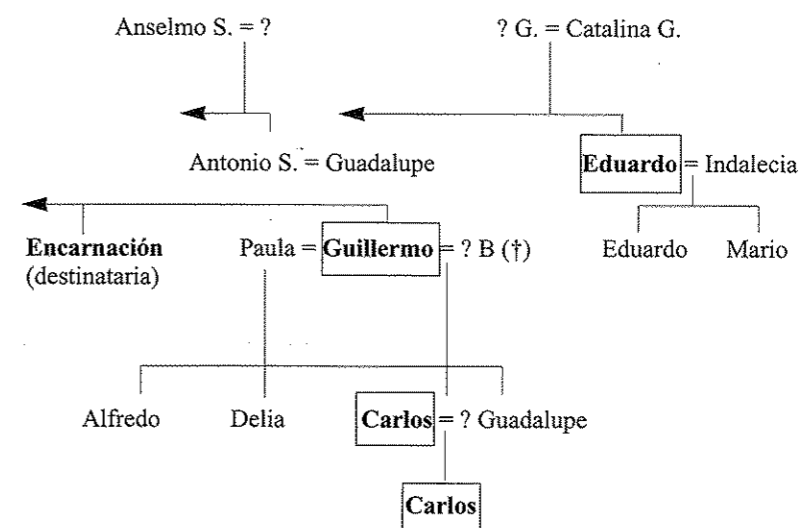 Anselmo S. = ? ? G. = Catalina G.
Antonio S. = Guadalupe Eduardo = Indalecia
Encarnación Paula = Guillermo = ? B (†) Eduardo Mario
(destinataria)
Alfredo Delia Carlos = ? Guadalupe
Carlos